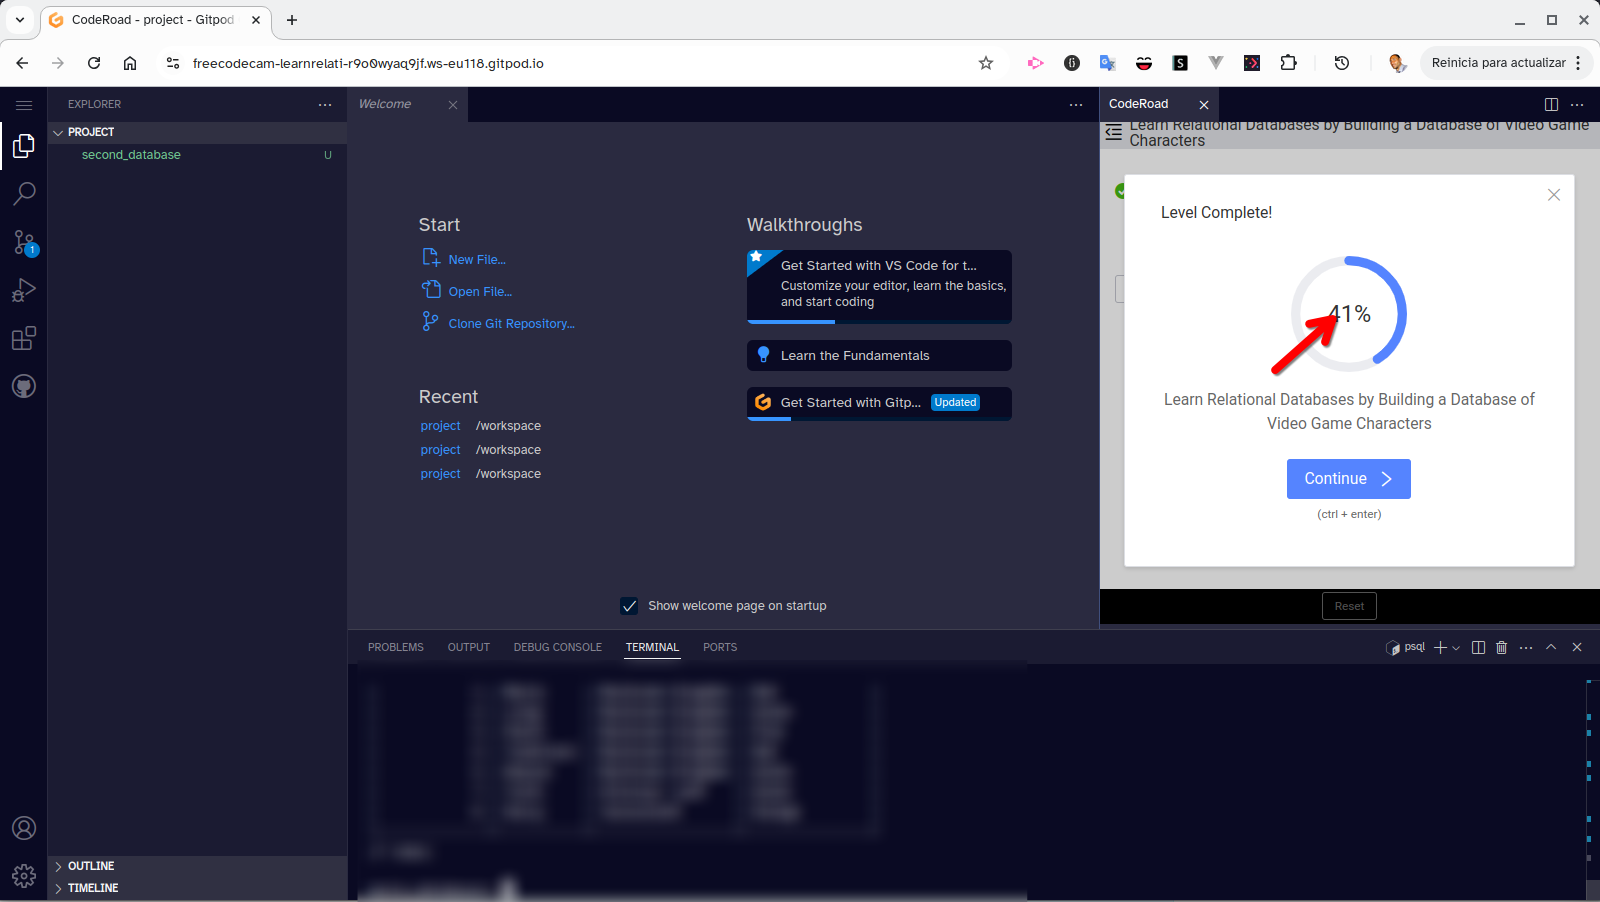 CodeRoad - project - Gitpod
freecodecam-learnrelati-r9o0wyaq9jf.ws-eu118.gitpod.io
Reinicia para actualizar
EXPLORER
PROJECT
second_database
U
1
OUTLINE
TIMELINE
Welcome
Start
New File...
Open File...
Clone Git Repository...
Recent
project /workspace
project /workspace
project /workspace
Walkthroughs
Get Started with VS Code for t...
Customize your editor, learn the basics,
and start coding
Learn the Fundamentals
Get Started with Gitp... Updated
Show welcome page on startup
CodeRoad
Learn Relational Databases by Building a Database of Video Game
Characters
Level Complete!
41%
Learn Relational Databases by Building a Database of
Video Game Characters
Continue
(ctrl + enter)
Reset
PROBLEMS OUTPUT DEBUG CONSOLE TERMINAL PORTS
psql